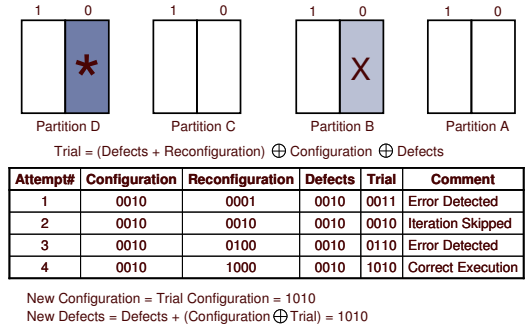 1 0 1 0 1 0 1 0
* X
Partition D Partition C Partition B Partition A
Trial = (Defects + Reconfiguration) ⊕ Configuration ⊕ Defects
Attempt# Configuration Reconfiguration Defects Trial Comment
1 0010 0001 0010 0011 Error Detected
2 0010 0010 0010 0010 Iteration Skipped
3 0010 0100 0010 0110 Error Detected
4 0010 1000 0010 1010 Correct Execution
New Configuration = Trial Configuration = 1010
New Defects = Defects + (Configuration ⊕ Trial) = 1010